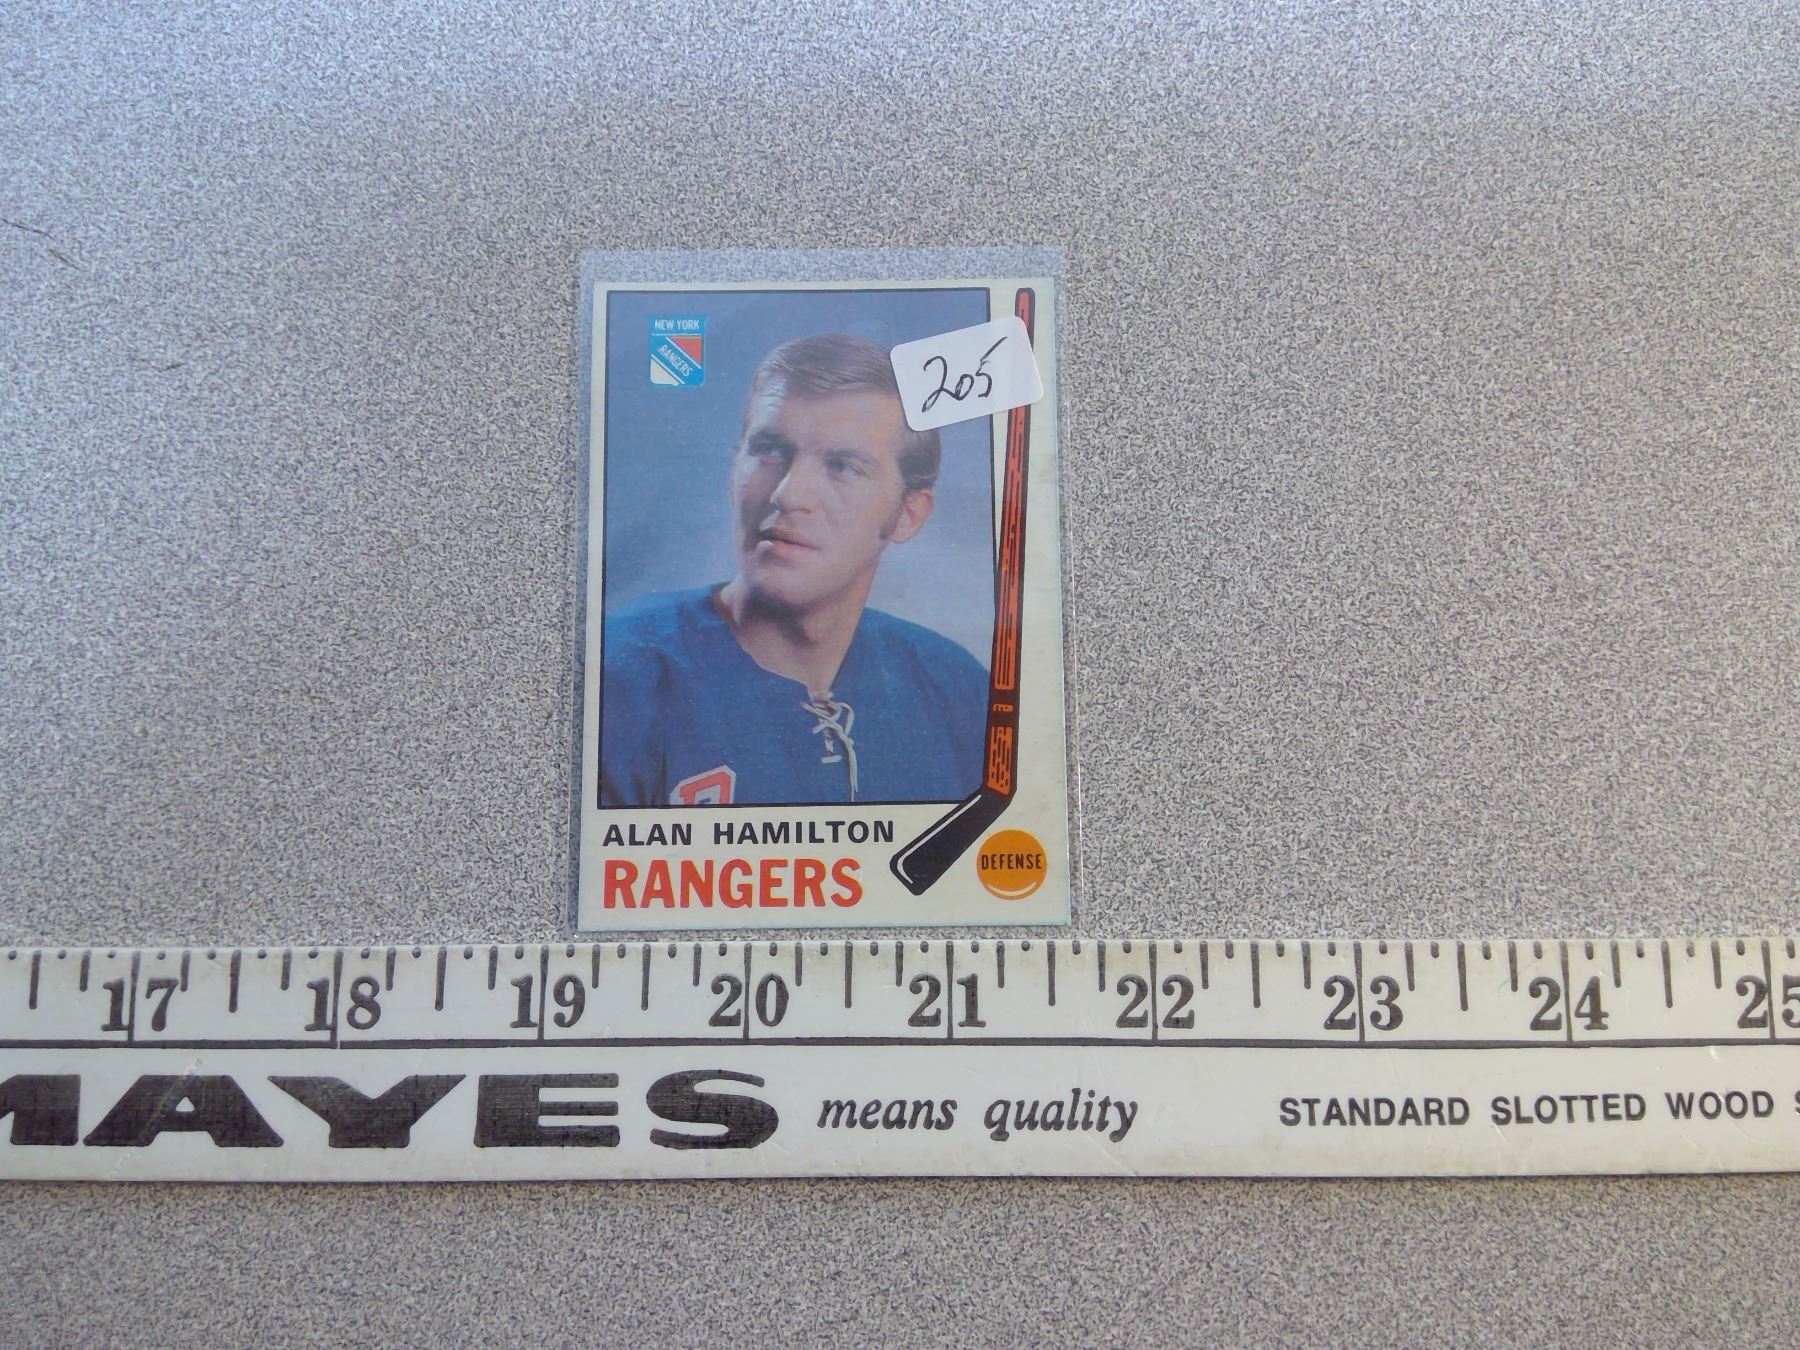 NEW YORK
RANGERS
205
ALAN HAMILTON
RANGERS
DEFENSE
17 18 19 20 21 22 23 24 25
MAYES means quality STANDARD SLOTTED WOOD